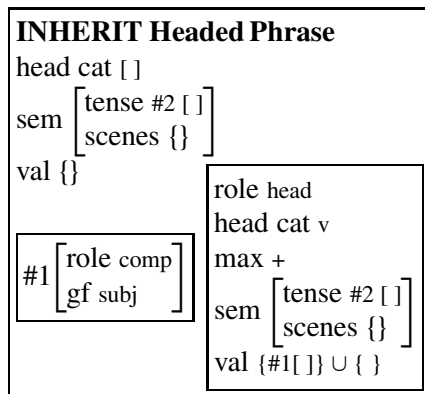 INHERIT Headed Phrase
head cat [ ]
sem [tense #2 [ ]
scenes {}]
val {}
#1 [role comp
gf subj]
role head
head cat v
max +
sem [tense #2 [ ]
scenes {}]
val {#1[ ]} ∪ { }